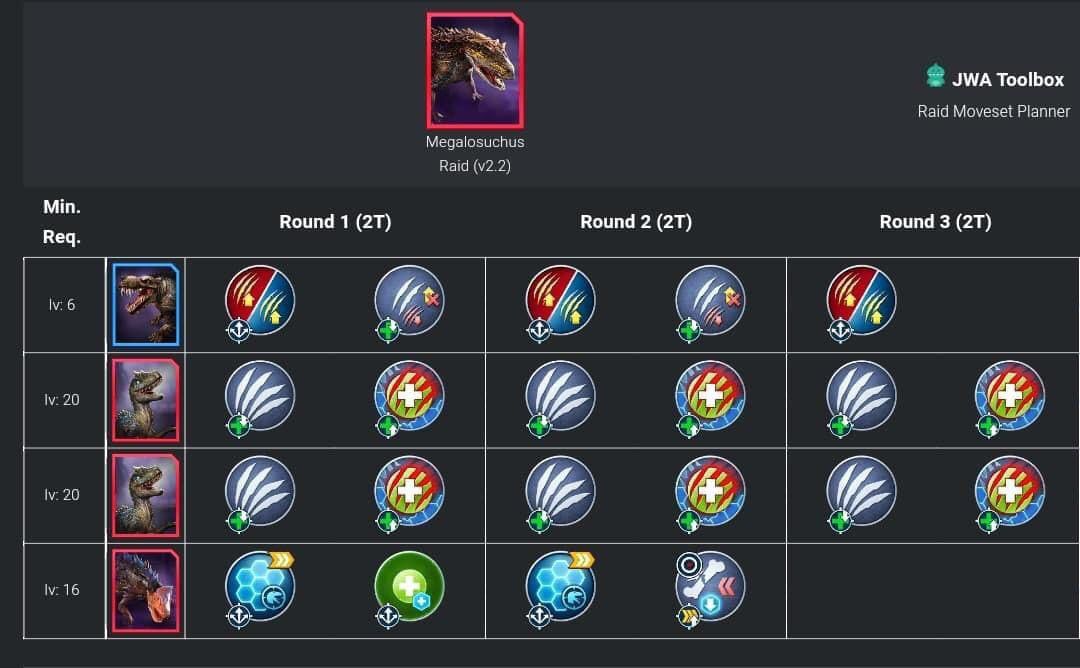 JWA Toolbox
Raid Moveset Planner
Megalosuchus
Raid (v2.2)
Min.
Req.
Round 1 (2T)
Round 2 (2T)
Round 3 (2T)
lv: 6
lv: 20
lv: 20
lv: 16